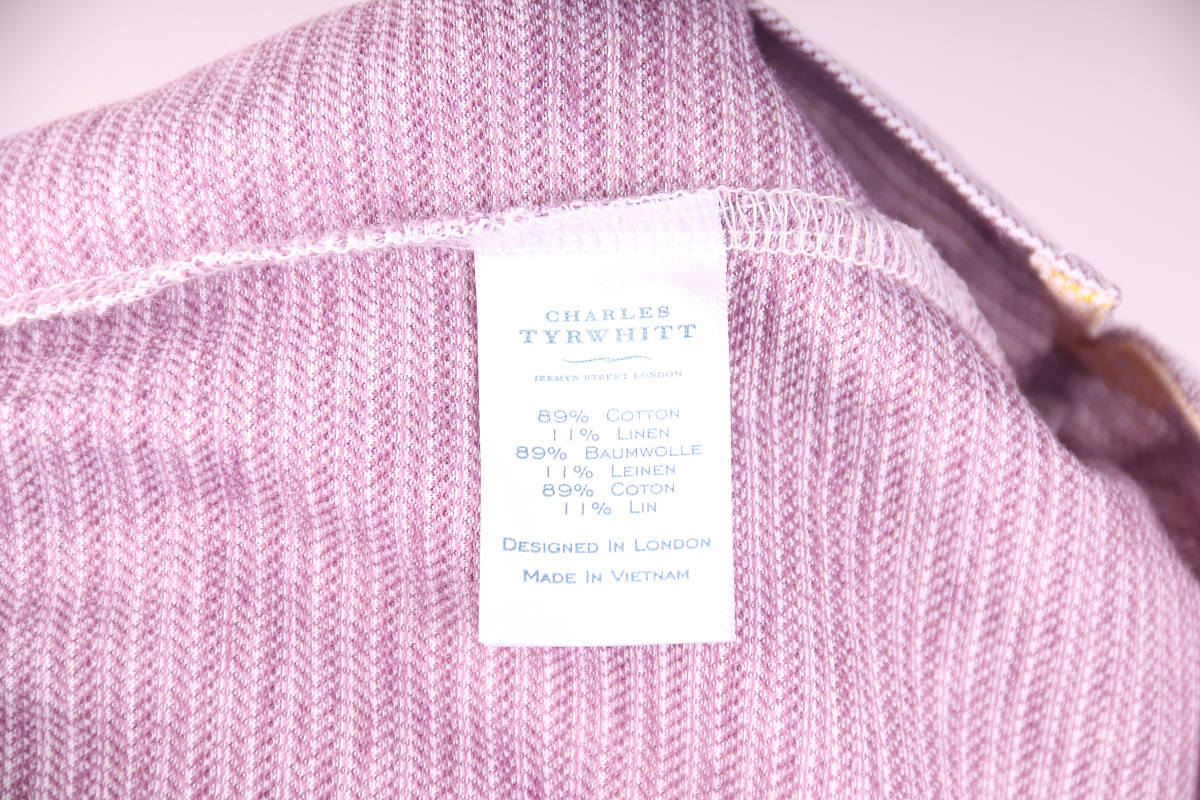 CHARLES
TYRWHITT
JERMYN STREET LONDON
89% COTTON
11% LINEN
89% BAUMWOLLE
11% LEINEN
89% COTON
11% LIN
DESIGNED IN LONDON
MADE IN VIETNAM